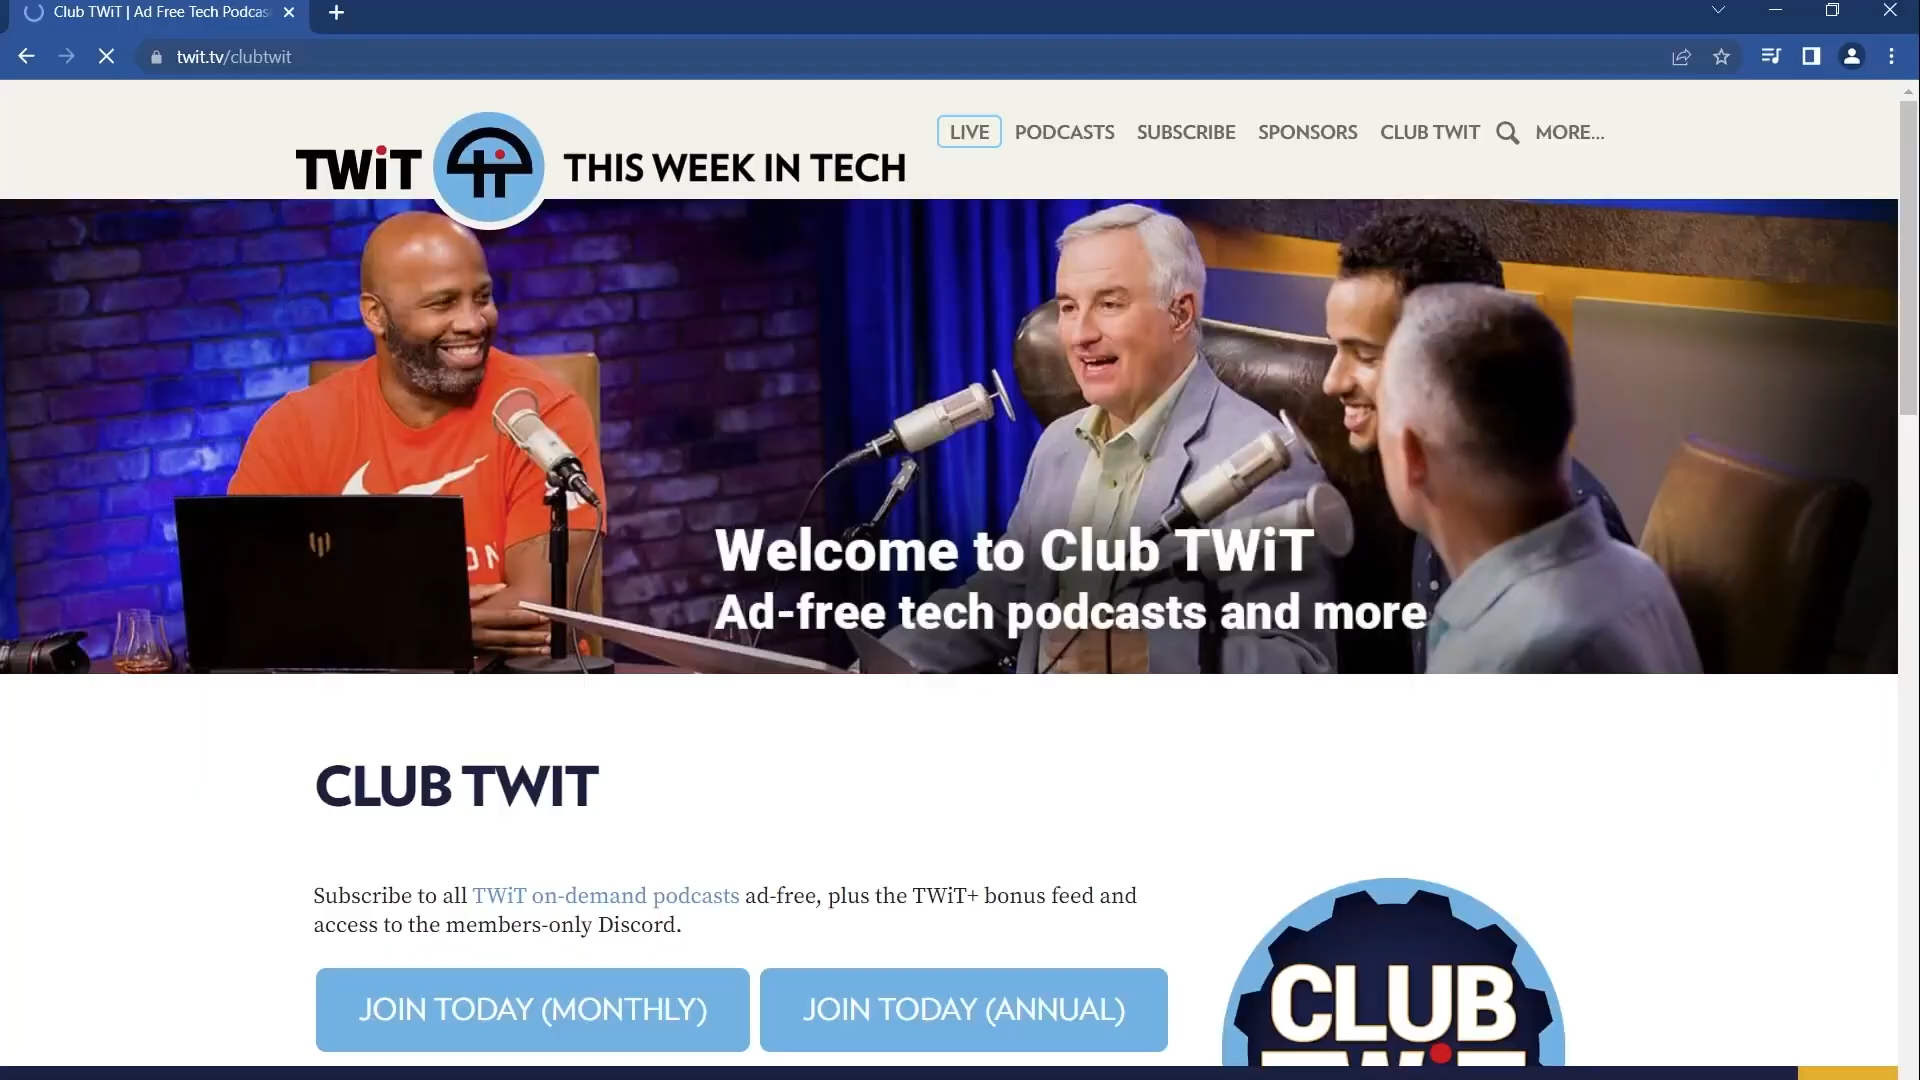 Club TWiT | Ad Free Tech Podcas
twit.tv/clubtwit
TWiT
THIS WEEK IN TECH
LIVE
PODCASTS
SUBSCRIBE
SPONSORS
CLUB TWIT
MORE...
Welcome to Club TWiT
Ad-free tech podcasts and more
CLUB TWIT
Subscribe to all TWiT on-demand podcasts ad-free, plus the TWiT+ bonus feed and
access to the members-only Discord.
JOIN TODAY (MONTHLY)
JOIN TODAY (ANNUAL)
CLUB
TWiT